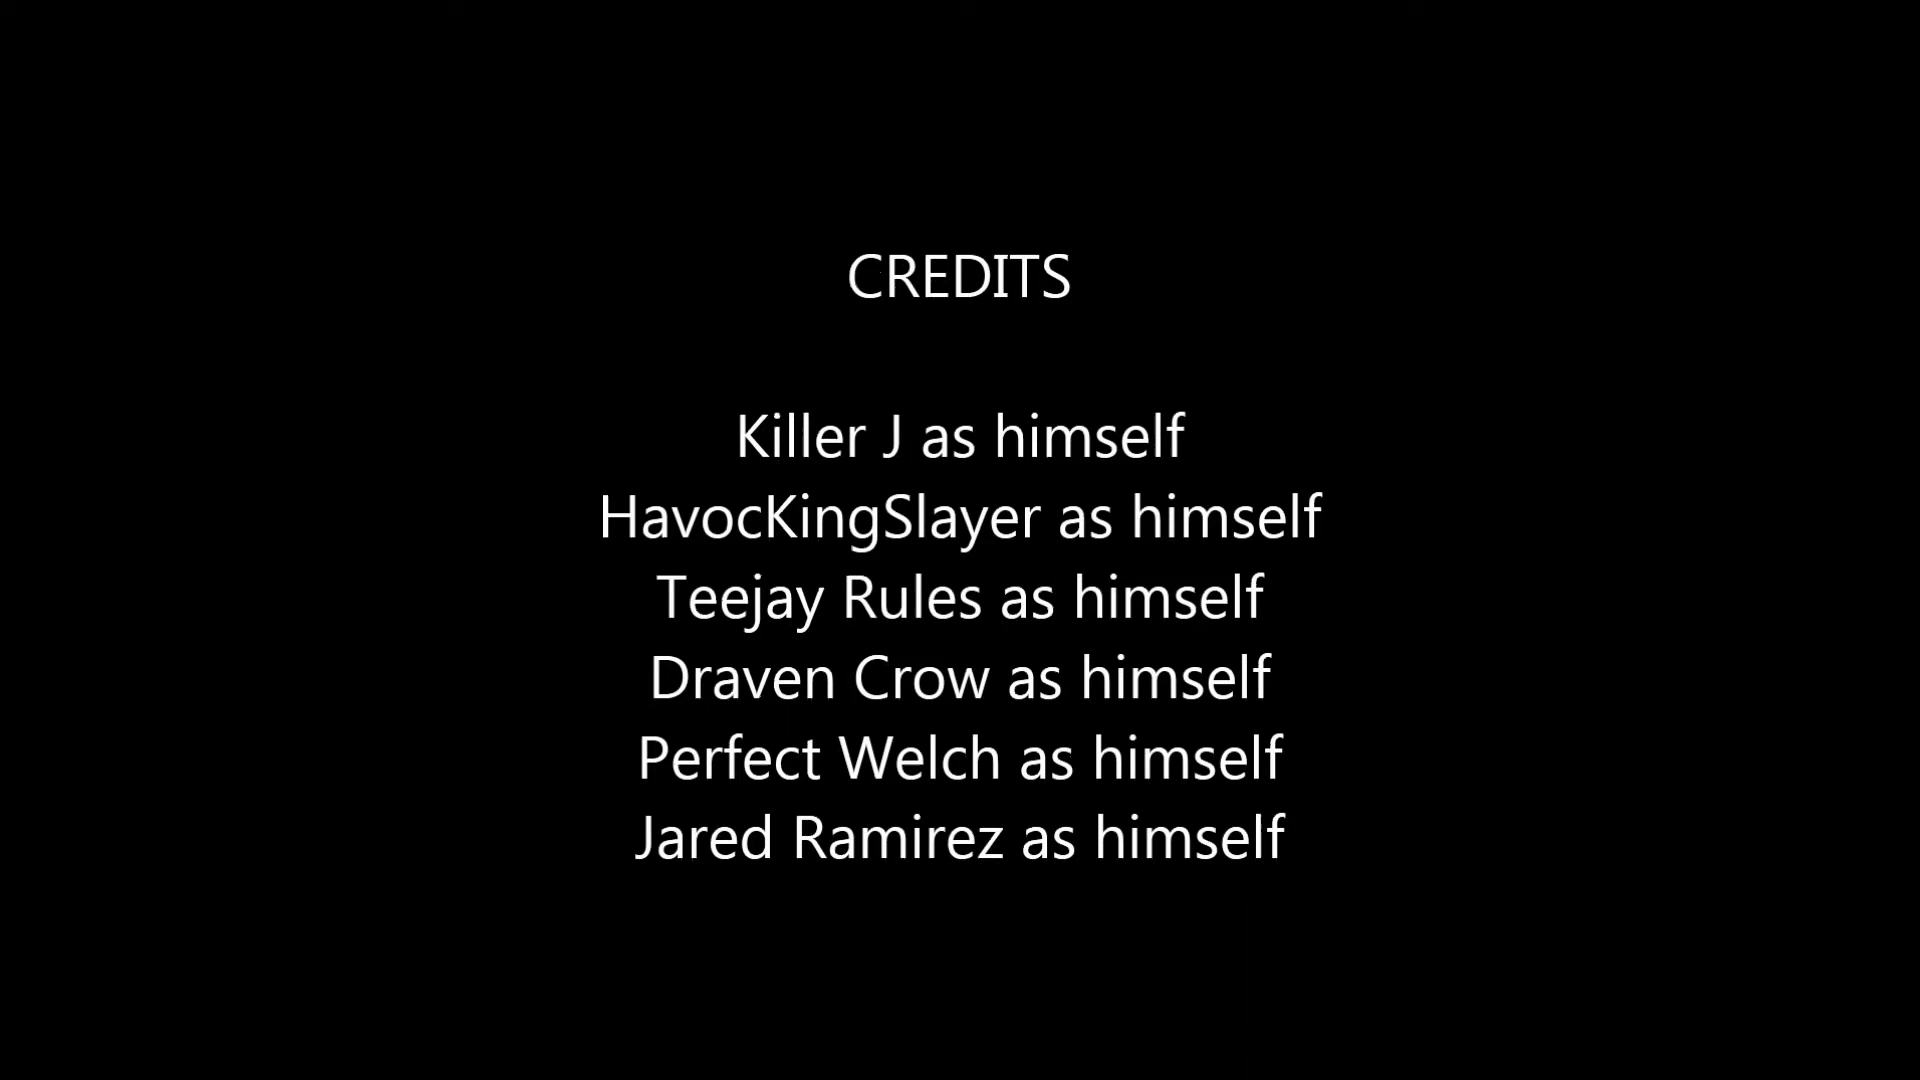 CREDITS
Killer J as himself
HavocKingSlayer as himself
Teejay Rules as himself
Draven Crow as himself
Perfect Welch as himself
Jared Ramirez as himself